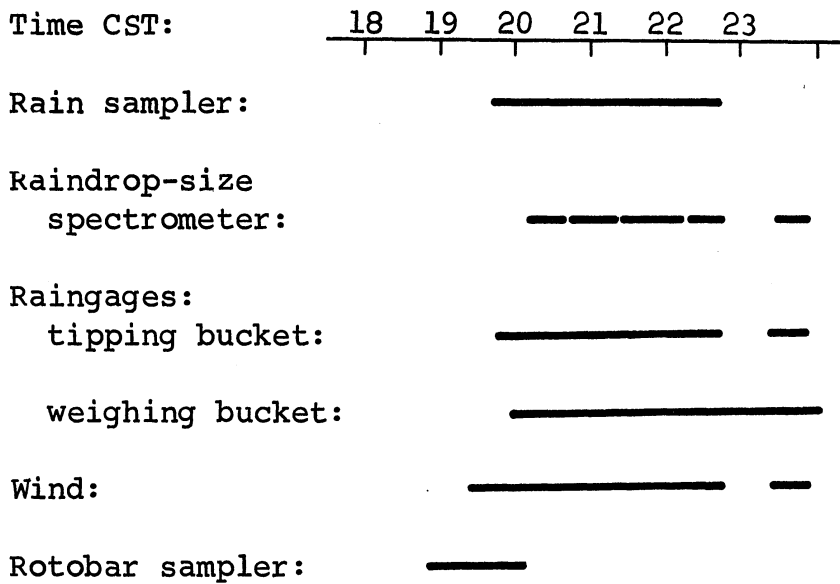 Time CST: 18 19 20 21 22 23
Rain sampler:
Raindrop-size
spectrometer:
Raingages:
tipping bucket:
weighing bucket:
Wind:
Rotobar sampler: